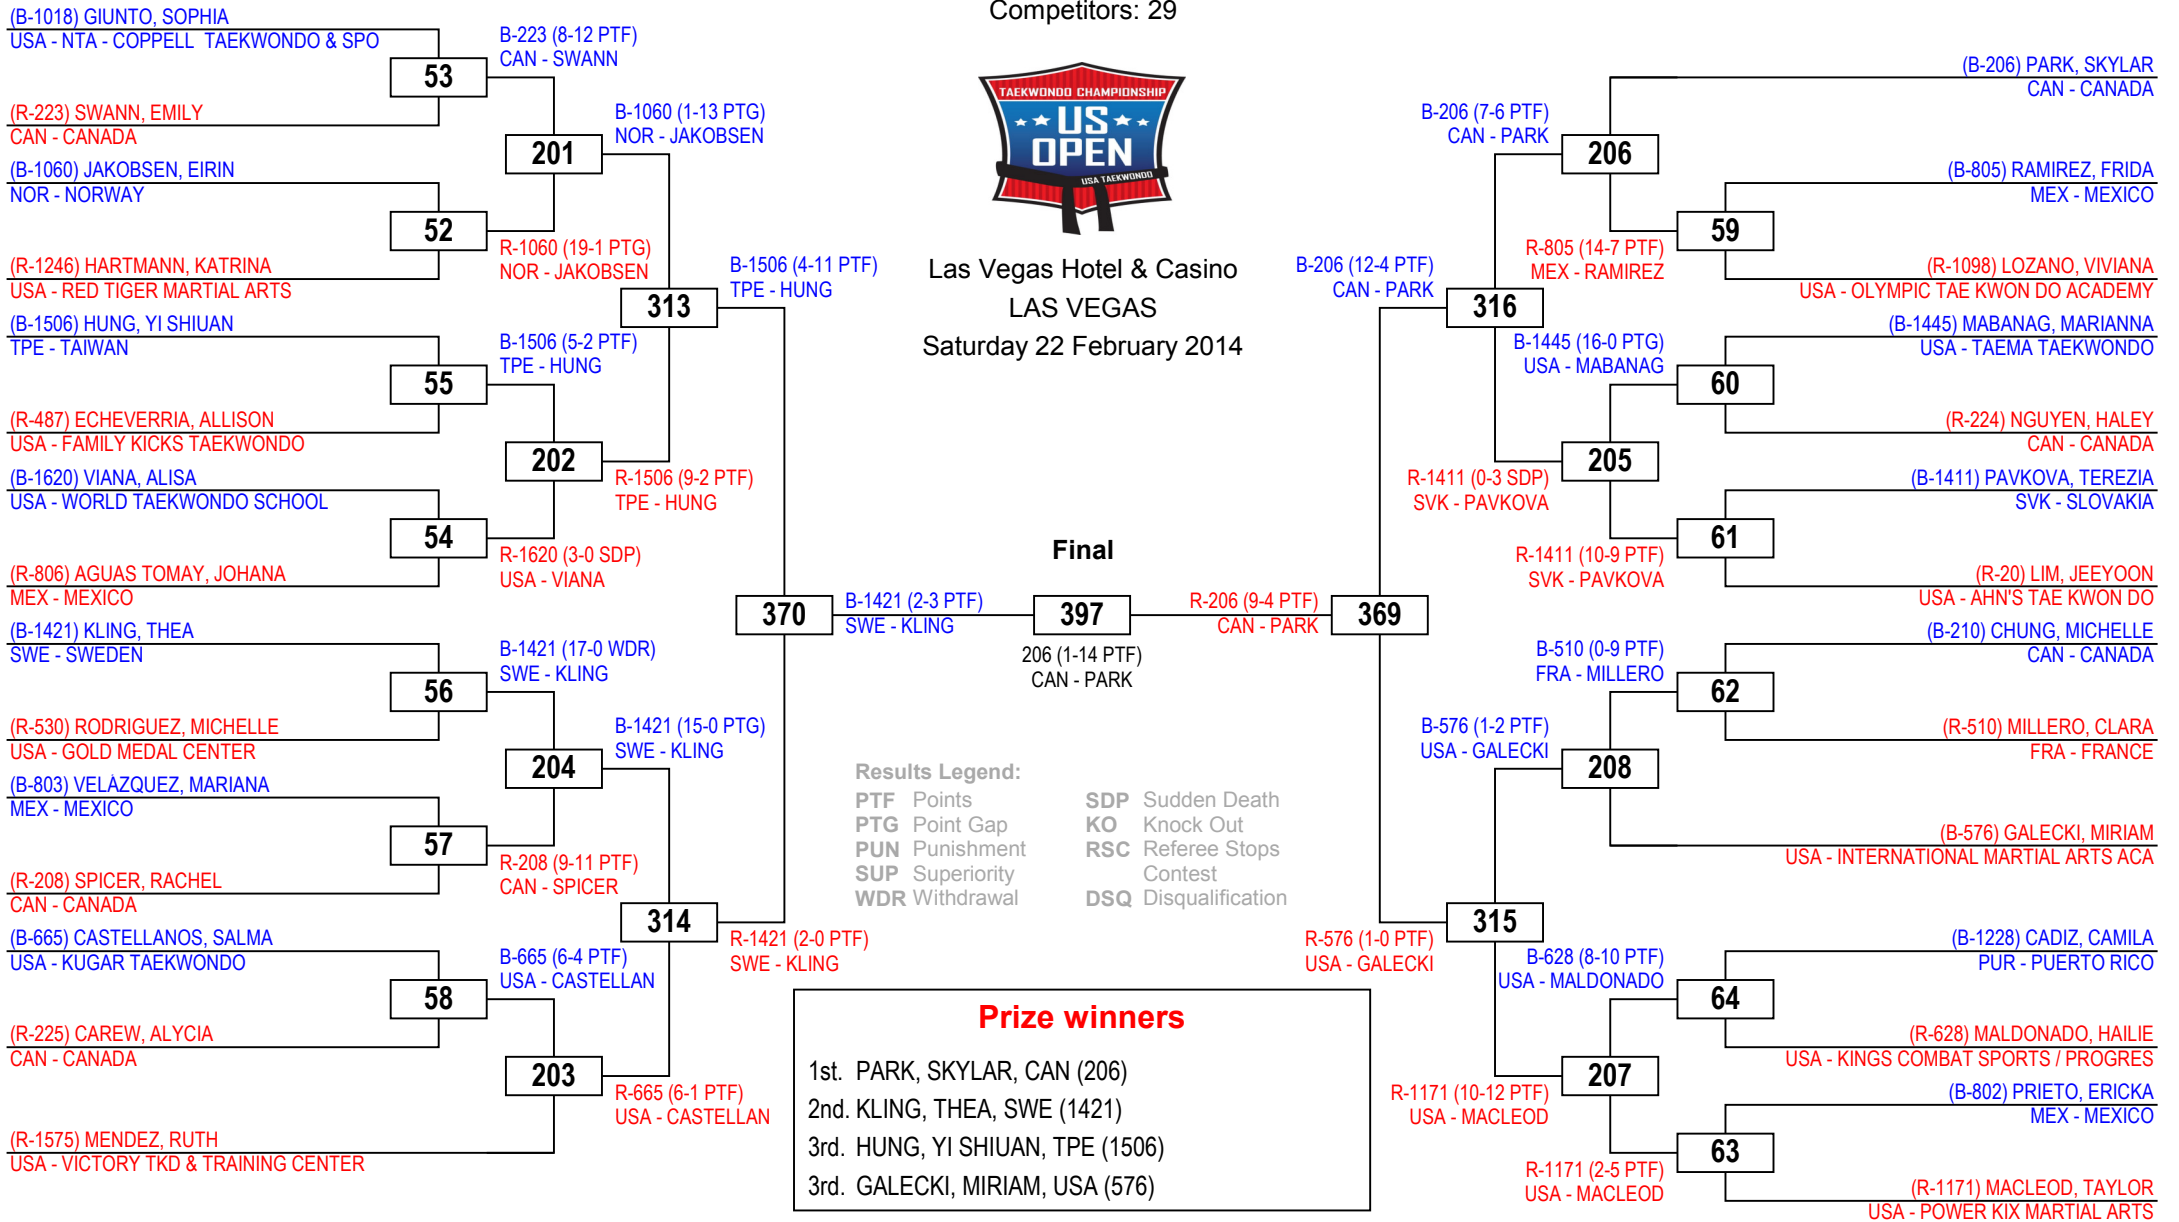 Competitors: 29
TAEKWONDO CHAMPIONSHIP
US
OPEN
USA TAEKWONDO
Las Vegas Hotel & Casino
LAS VEGAS
Saturday 22 February 2014
(B-1018) GIUNTO, SOPHIA
USA - NTA - COPPELL TAEKWONDO & SPO
53
(R-223) SWANN, EMILY
CAN - CANADA
(B-1060) JAKOBSEN, EIRIN
NOR - NORWAY
52
(R-1246) HARTMANN, KATRINA
USA - RED TIGER MARTIAL ARTS
(B-1506) HUNG, YI SHIUAN
TPE - TAIWAN
55
(R-487) ECHEVERRIA, ALLISON
USA - FAMILY KICKS TAEKWONDO
(B-1620) VIANA, ALISA
USA - WORLD TAEKWONDO SCHOOL
54
(R-806) AGUAS TOMAY, JOHANA
MEX - MEXICO
(B-1421) KLING, THEA
SWE - SWEDEN
56
(R-530) RODRIGUEZ, MICHELLE
USA - GOLD MEDAL CENTER
(B-803) VELÁZQUEZ, MARIANA
MEX - MEXICO
57
(R-208) SPICER, RACHEL
CAN - CANADA
(B-665) CASTELLANOS, SALMA
USA - KUGAR TAEKWONDO
58
(R-225) CAREW, ALYCIA
CAN - CANADA
(R-1575) MENDEZ, RUTH
USA - VICTORY TKD & TRAINING CENTER
B-223 (8-12 PTF)
CAN - SWANN
201
R-1060 (19-1 PTG)
NOR - JAKOBSEN
B-1506 (5-2 PTF)
TPE - HUNG
202
R-1620 (3-0 SDP)
USA - VIANA
B-1421 (17-0 WDR)
SWE - KLING
204
R-208 (9-11 PTF)
CAN - SPICER
B-665 (6-4 PTF)
USA - CASTELLAN
203
B-1060 (1-13 PTG)
NOR - JAKOBSEN
313
R-1506 (9-2 PTF)
TPE - HUNG
B-1421 (15-0 PTG)
SWE - KLING
314
R-665 (6-1 PTF)
USA - CASTELLAN
B-1506 (4-11 PTF)
TPE - HUNG
370
R-1421 (2-0 PTF)
SWE - KLING
B-1421 (2-3 PTF)
SWE - KLING
Final
397
206 (1-14 PTF)
CAN - PARK
R-206 (9-4 PTF)
CAN - PARK
B-206 (12-4 PTF)
CAN - PARK
369
R-576 (1-0 PTF)
USA - GALECKI
B-206 (7-6 PTF)
CAN - PARK
316
R-1411 (0-3 SDP)
SVK - PAVKOVA
B-576 (1-2 PTF)
USA - GALECKI
315
R-1171 (10-12 PTF)
USA - MACLEOD
206
R-805 (14-7 PTF)
MEX - RAMIREZ
B-1445 (16-0 PTG)
USA - MABANAG
205
R-1411 (10-9 PTF)
SVK - PAVKOVA
B-510 (0-9 PTF)
FRA - MILLERO
208
B-628 (8-10 PTF)
USA - MALDONADO
207
R-1171 (2-5 PTF)
USA - MACLEOD
(B-206) PARK, SKYLAR
CAN - CANADA
(B-805) RAMIREZ, FRIDA
MEX - MEXICO
59
(R-1098) LOZANO, VIVIANA
USA - OLYMPIC TAE KWON DO ACADEMY
(B-1445) MABANAG, MARIANNA
USA - TAEMA TAEKWONDO
60
(R-224) NGUYEN, HALEY
CAN - CANADA
(B-1411) PAVKOVA, TEREZIA
SVK - SLOVAKIA
61
(R-20) LIM, JEEYOON
USA - AHN'S TAE KWON DO
(B-210) CHUNG, MICHELLE
CAN - CANADA
62
(R-510) MILLERO, CLARA
FRA - FRANCE
(B-576) GALECKI, MIRIAM
USA - INTERNATIONAL MARTIAL ARTS ACA
(B-1228) CADIZ, CAMILA
PUR - PUERTO RICO
64
(R-628) MALDONADO, HAILIE
USA - KINGS COMBAT SPORTS / PROGRES
(B-802) PRIETO, ERICKA
MEX - MEXICO
63
(R-1171) MACLEOD, TAYLOR
USA - POWER KIX MARTIAL ARTS
Results Legend:
PTF Points
PTG Point Gap
PUN Punishment
SUP Superiority
WDR Withdrawal
SDP Sudden Death
KO Knock Out
RSC Referee Stops
Contest
DSQ Disqualification
Prize winners
1st. PARK, SKYLAR, CAN (206)
2nd. KLING, THEA, SWE (1421)
3rd. HUNG, YI SHIUAN, TPE (1506)
3rd. GALECKI, MIRIAM, USA (576)